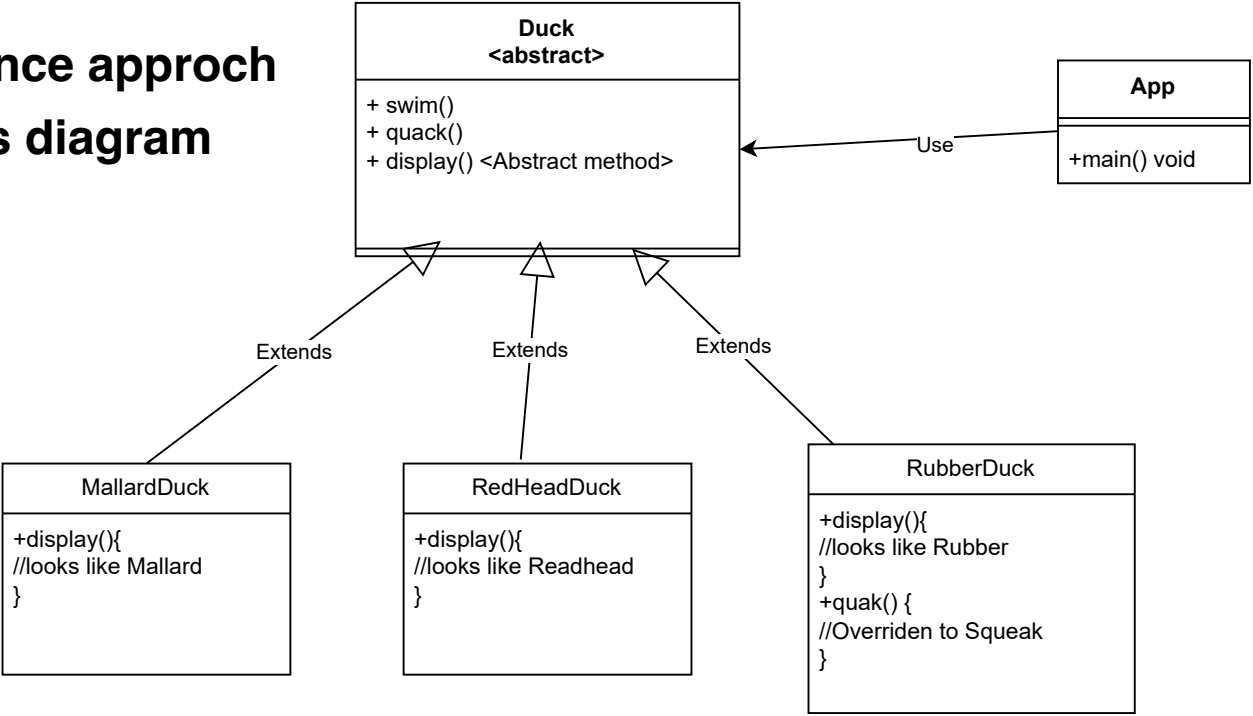 nce approch
s diagram
Duck
<abstract>
+ swim()
+ quack()
+ display() <Abstract method>
App
+main() void
Use
Extends
Extends
Extends
MallardDuck
+display(){
//looks like Mallard
}
RedHeadDuck
+display(){
//looks like Readhead
}
RubberDuck
+display(){
//looks like Rubber
}
+quak() {
//Overriden to Squeak
}